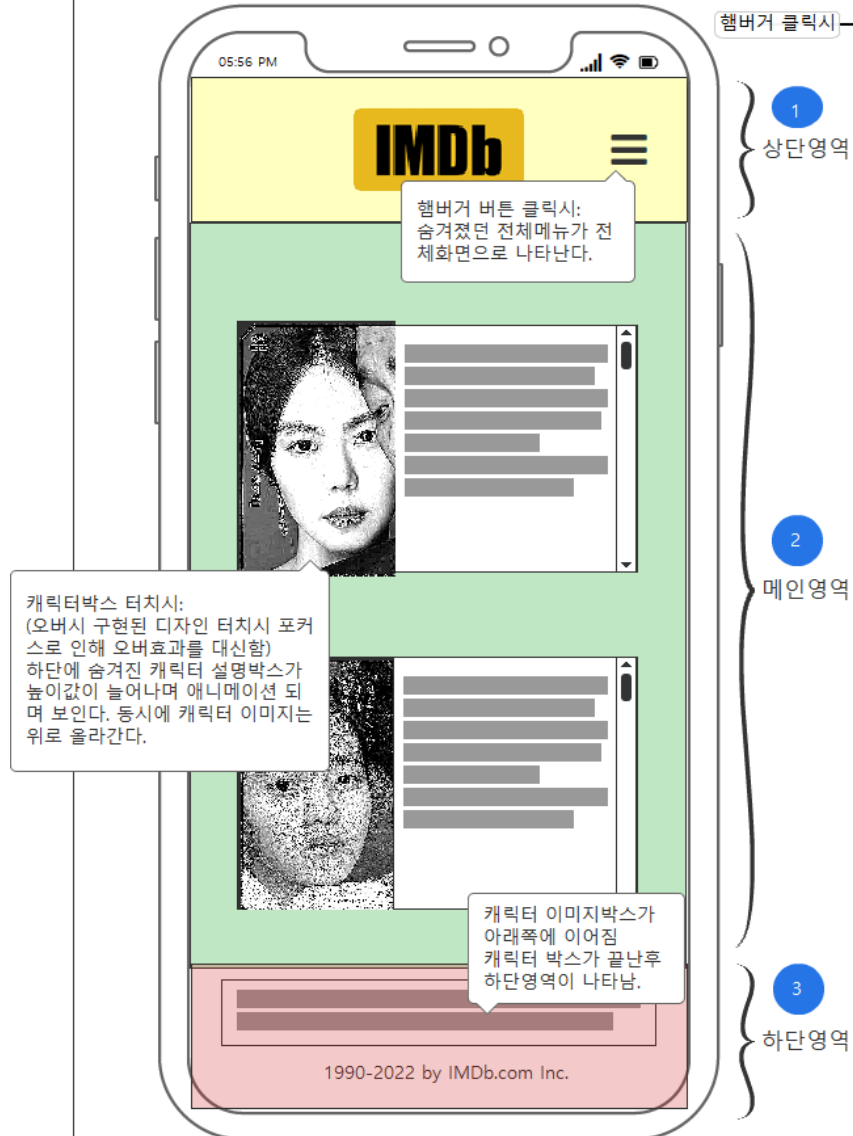 햄버거 클릭시
05:56 PM
IMDb
1
상단영역
햄버거 버튼 클릭시:
숨겨졌던 전체메뉴가 전
체화면으로 나타난다.
2
메인영역
캐릭터박스 터치시:
(오버시 구현된 디자인 터치시 포커
스로 인해 오버효과를 대신함)
하단에 숨겨진 캐릭터 설명박스가
높이값이 늘어나며 애니메이션 되
며 보인다. 동시에 캐릭터 이미지는
위로 올라간다.
캐릭터 이미지박스가
아래쪽에 이어짐
캐릭터 박스가 끝난후
하단영역이 나타남.
3
하단영역
1990-2022 by IMDb.com Inc.